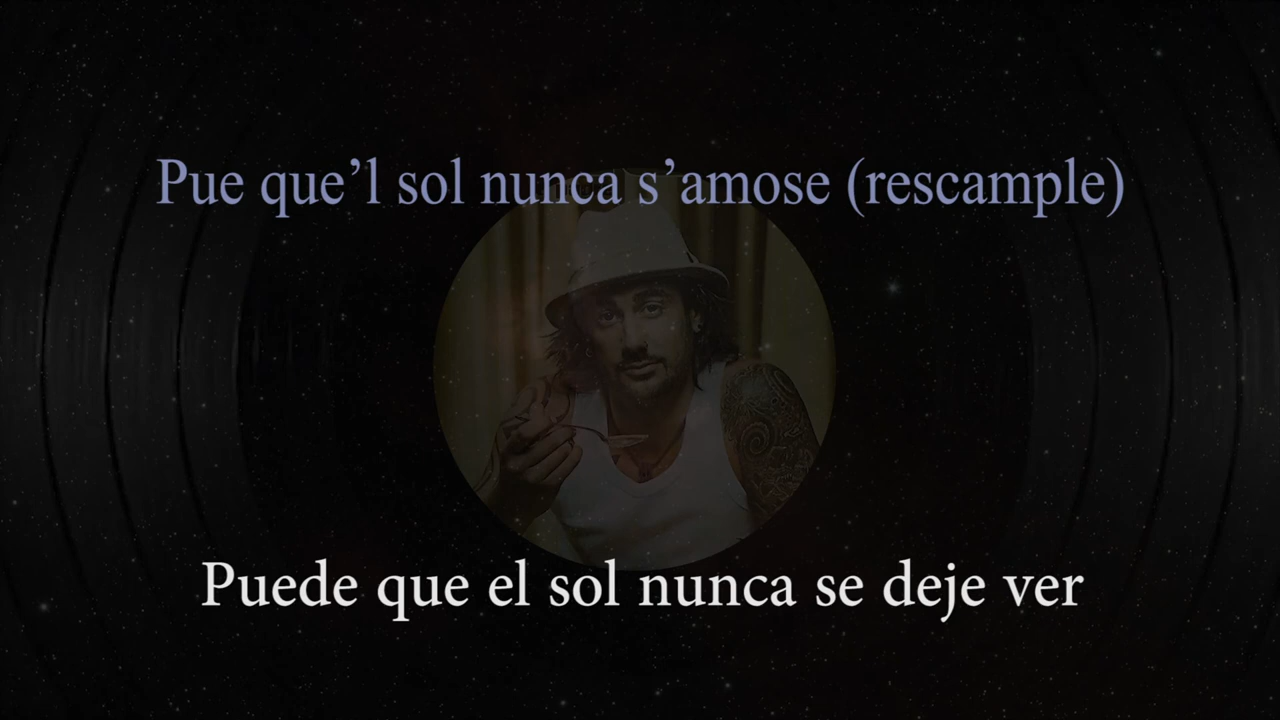 Pue que’l sol nunca s’amose (rescample)
Puede que el sol nunca se deje ver